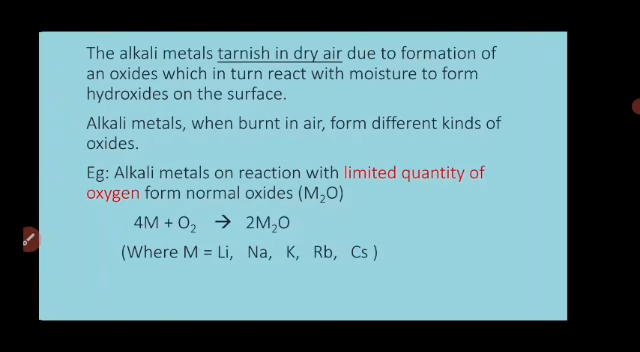 The alkali metals tarnish in dry air due to formation of
an oxides which in turn react with moisture to form
hydroxides on the surface.
Alkali metals, when burnt in air, form different kinds of
oxides.
Eg: Alkali metals on reaction with limited quantity of
oxygen form normal oxides (M₂O)
4M + O₂ → 2M₂O
(Where M = Li, Na, K, Rb, Cs )